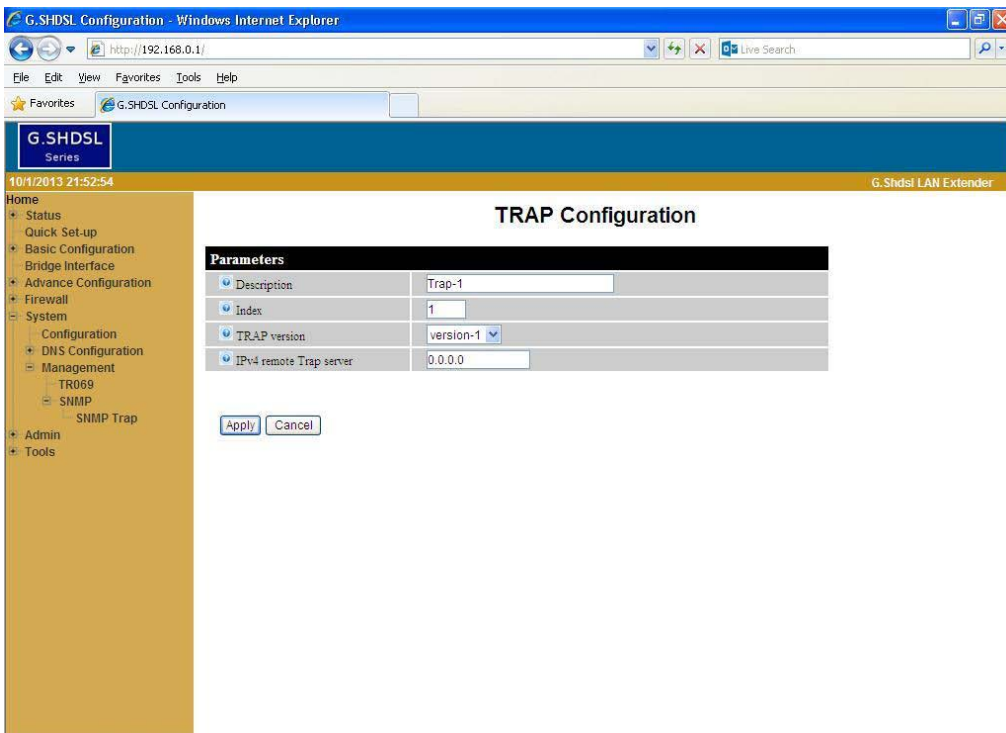 G.SHDSL Configuration - Windows Internet Explorer
http://192.168.0.1/
Live Search
File Edit View Favorites Tools Help
Favorites G.SHDSL Configuration
G.SHDSL
Series
10/1/2013 21:52:54 G.Shdsl LAN Extender
Home
Status
Quick Set-up
Basic Configuration
Bridge Interface
Advance Configuration
Firewall
System
Configuration
DNS Configuration
Management
TR069
SNMP
SNMP Trap
Admin
Tools
TRAP Configuration
Parameters
Description Trap-1
Index 1
TRAP version version-1
IPv4 remote Trap server 0.0.0.0
Apply Cancel